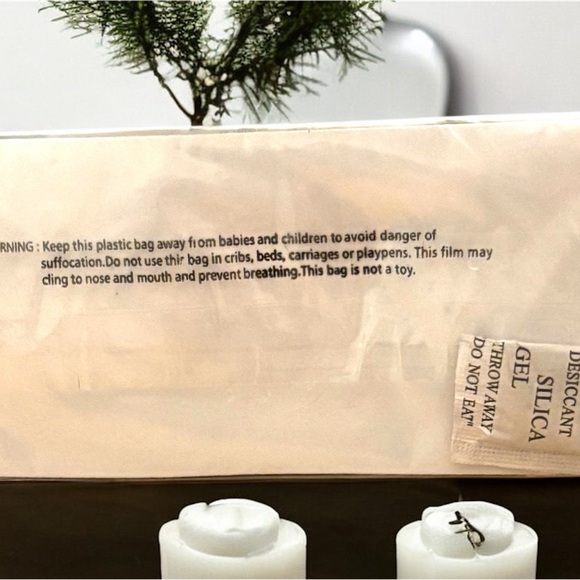 RNING : Keep this plastic bag away from babies and children to avoid danger of
suffocation.Do not use this bag in cribs, beds, carriages or playpens. This film may
cling to nose and mouth and prevent breathing.This bag is not a toy.
DESICCANT
SILICA
GEL
THROW AWAY
DO NOT EAT